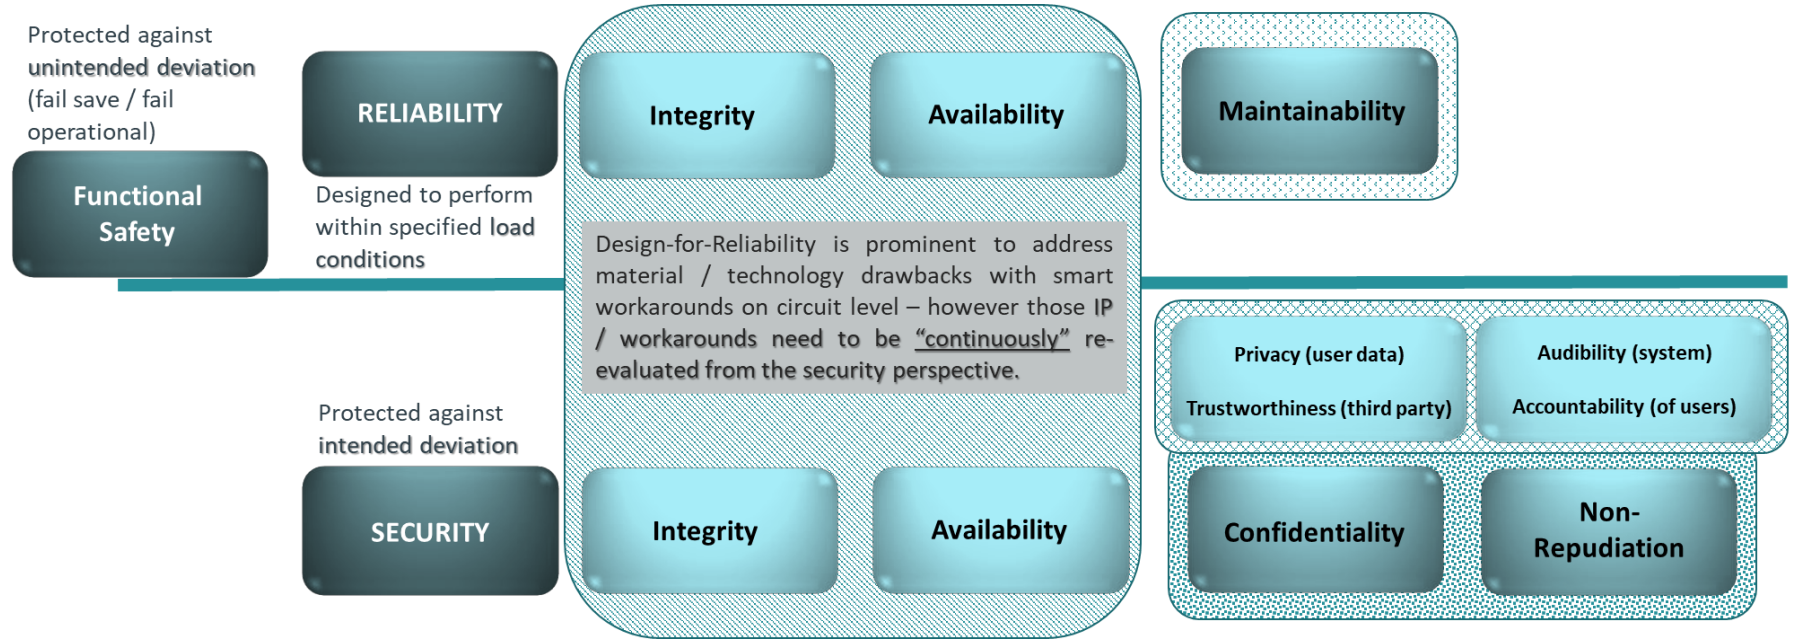 Protected against
unintended deviation
(fail save / fail
operational)
Functional
Safety
RELIABILITY
Designed to perform
within specified load
conditions
Integrity
Availability
Maintainability
Design-for-Reliability is prominent to address
material / technology drawbacks with smart
workarounds on circuit level – however those IP
/ workarounds need to be “continuously” re-
evaluated from the security perspective.
Privacy (user data)
Trustworthiness (third party)
Audibility (system)
Accountability (of users)
Protected against
intended deviation
SECURITY
Integrity
Availability
Confidentiality
Non-
Repudiation